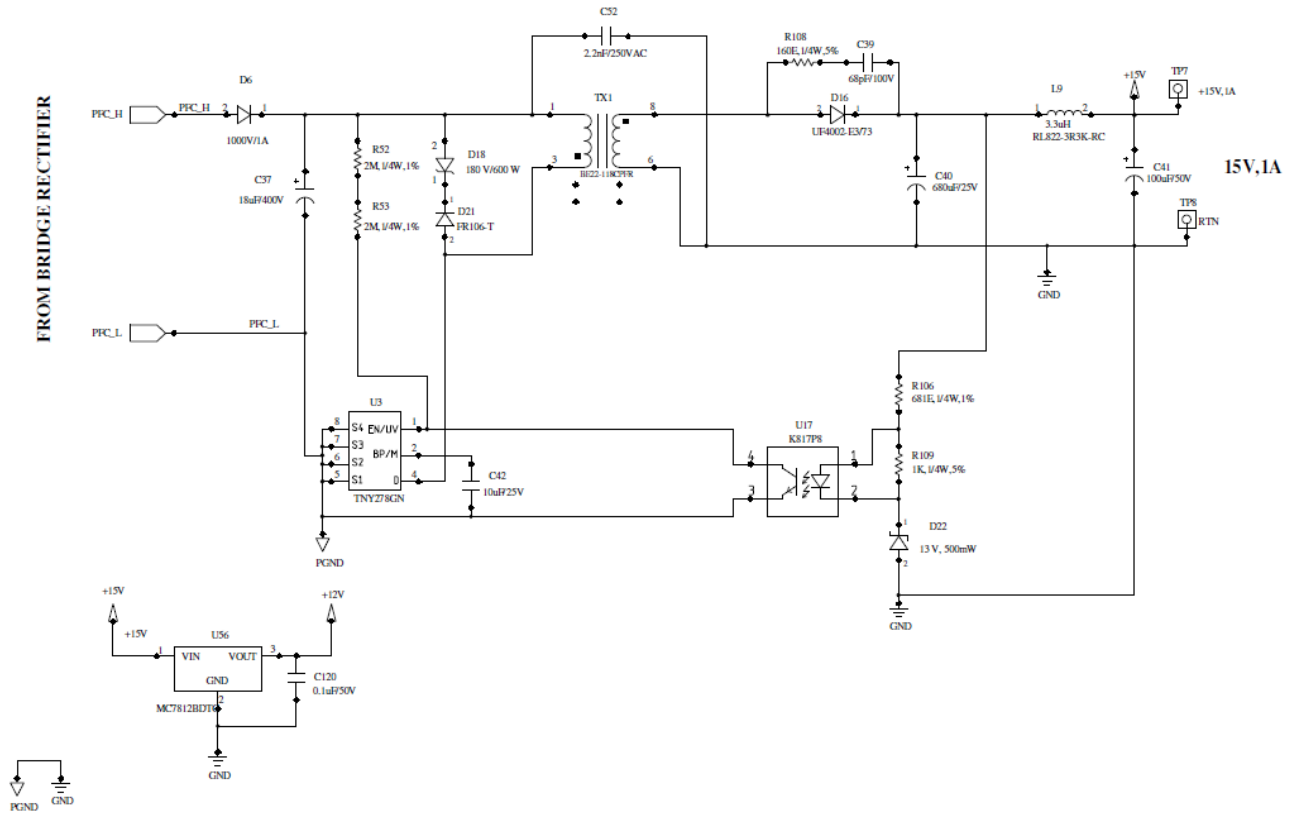 C52
2.2nF/250VAC
R108
160E,1/4W,5%
C39
68pF/100V
D6
PFC_H
PFC_H
2
1
1000V/1A
FROM BRIDGE RECTIFIER
TX1
1
8
3
6
D16
2
1
UF4002-E3/73
L9
1
2
3.3uH
RL822-3R3K-RC
+15V
TP7
+15V,1A
R52
2M,1/4W,1%
2
D18
180 V/600 W
1
C37
+
18uF/400V
R53
2M,1/4W,1%
1
D21
FR106-T
2
+
C40
680uF/25V
+
C41
100uF/50V
15V,1A
TP8
RTN
GND
PFC_L
PFC_L
R106
681E,1/4W,1%
U3
8
S4
EN/UV
1
7
S3
6
S2
BP/M
2
5
S1
D
4
TNY278GN
C42
10uF/25V
U17
K817P8
4
1
3
2
R109
1K,1/4W,5%
1
D22
13 V, 500mW
2
PGND
GND
+15V
+12V
+15V
U56
1
VIN
VOUT
3
GND
2
C120
0.1uF/50V
GND
PGND
GND